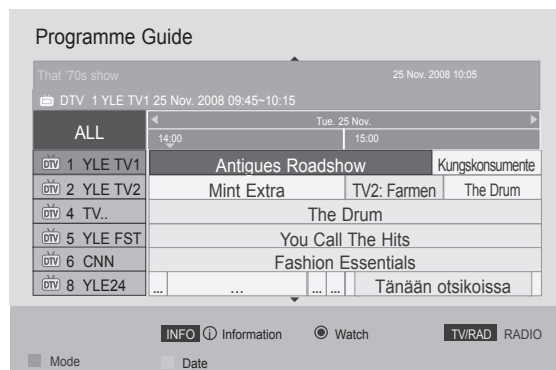 Programme Guide
That '70s show 25 Nov. 2008 10:05
DTV 1 YLE TV1 25 Nov. 2008 09:45~10:15
ALL
Tue. 25 Nov.
14:00 15:00
DTV 1 YLE TV1 Antigues Roadshow Kungskonsumente
DTV 2 YLE TV2 Mint Extra TV2: Farmen The Drum
DTV 4 TV.. The Drum
DTV 5 YLE FST You Call The Hits
DTV 6 CNN Fashion Essentials
DTV 8 YLE24 ... ... ... ... Tänään otsikoissa
INFO i Information Watch TV/RAD RADIO
Mode Date